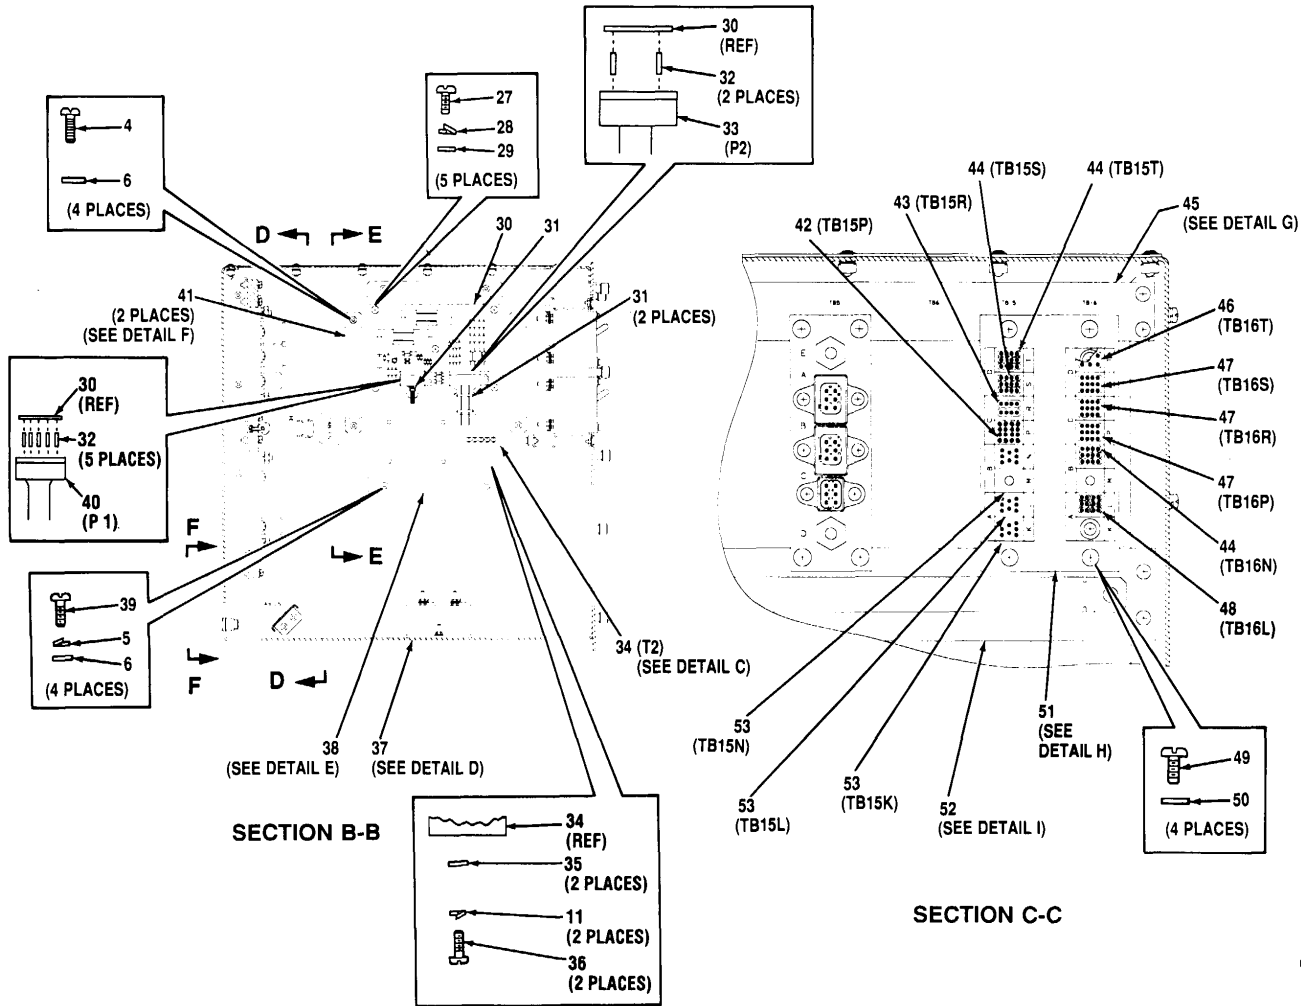 30
(REF)
32
(2 PLACES)
33
(P2)
27
28
29
(5 PLACES)
4
6
(4 PLACES)
D
E
30
31
41
(2 PLACES)
(SEE DETAIL F)
31
(2 PLACES)
30
(REF)
32
(5 PLACES)
40
(P 1)
F
E
39
5
6
(4 PLACES)
F
D
34 (T2)
(SEE DETAIL C)
38
(SEE DETAIL E)
37
(SEE DETAIL D)
SECTION B-B
34
(REF)
35
(2 PLACES)
11
(2 PLACES)
36
(2 PLACES)
44 (TB15S)
44 (TB15T)
43 (TB15R)
42 (TB15P)
45
(SEE DETAIL G)
TB5
TB6
E
A
B
C
D
46
(TB16T)
47
(TB16S)
47
(TB16R)
47
(TB16P)
44
(TB16N)
48
(TB16L)
53
(TB15N)
53
(TB15L)
53
(TB15K)
52
(SEE DETAIL I)
51
(SEE
DETAIL H)
49
50
(4 PLACES)
SECTION C-C